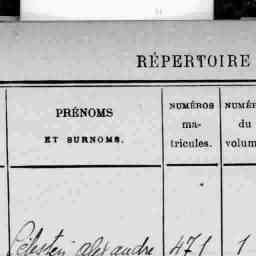 RÉPERTOIRE
PRÉNOMS
ET SURNOMS.
NUMÉROS
ma-
tricules.
NUMÉ
du
volum
Célestin alexandre 471 1